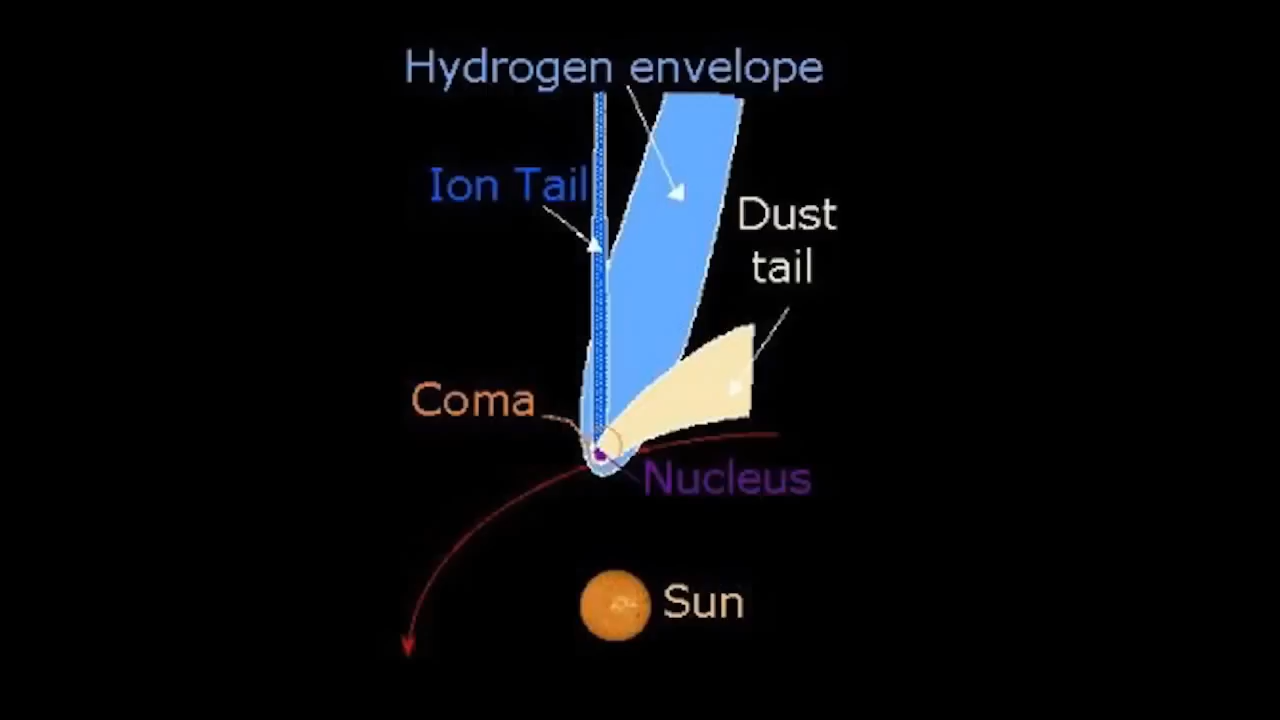 Hydrogen envelope
Ion Tail
Dust
tail
Coma
Nucleus
Sun